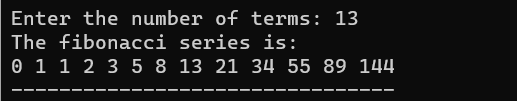 Enter the number of terms: 13
The fibonacci series is:
0 1 1 2 3 5 8 13 21 34 55 89 144
--------------------------------